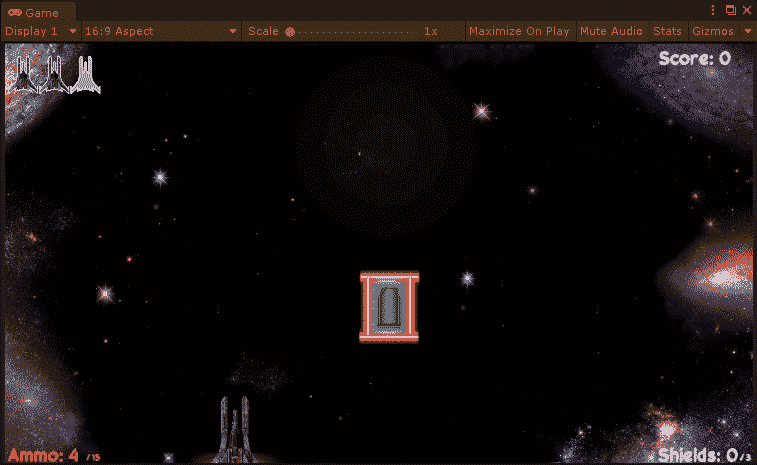 Game
Display 1 16:9 Aspect Scale 1x Maximize On Play Mute Audio Stats Gizmos
Score: 0
Ammo: 4 /15
Shields: 0/3